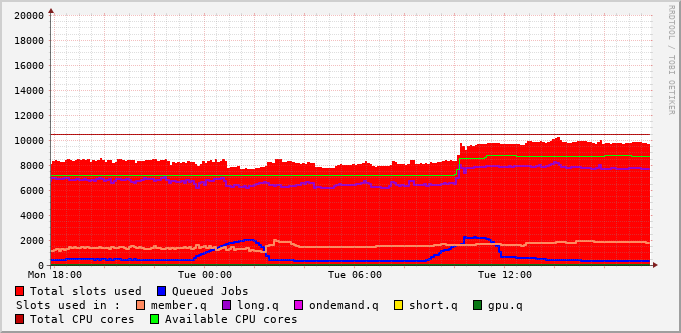 20000
18000
16000
14000
12000
10000
8000
6000
4000
2000
0
Mon 18:00 Tue 00:00 Tue 06:00 Tue 12:00
Total slots used Queued Jobs
Slots used in : member.q long.q ondemand.q short.q gpu.q
Total CPU cores Available CPU cores
RRDTOOL / TOBI OETIKER